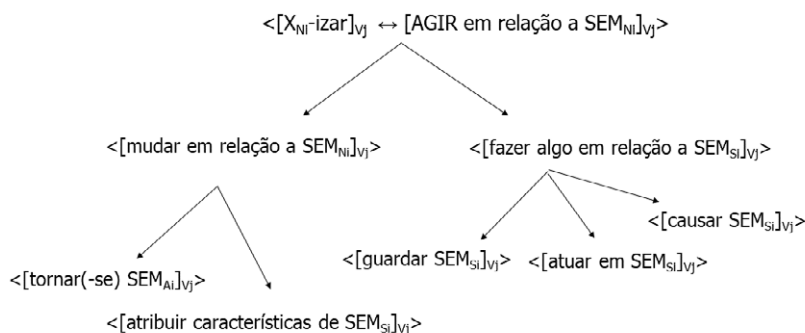 <[X_NI-izar]_Vj ↔ [AGIR em relação a SEM_NI]_Vj>
<[mudar em relação a SEM_Ni]_Vj>
<[fazer algo em relação a SEM_SI]_Vj>
<[causar SEM_Si]_Vj>
<[guardar SEM_Si]_Vj>
<[atuar em SEM_SI]_Vj>
<[tornar(-se) SEM_Ai]_Vj>
<[atribuir características de SEM_Si]_Vj>